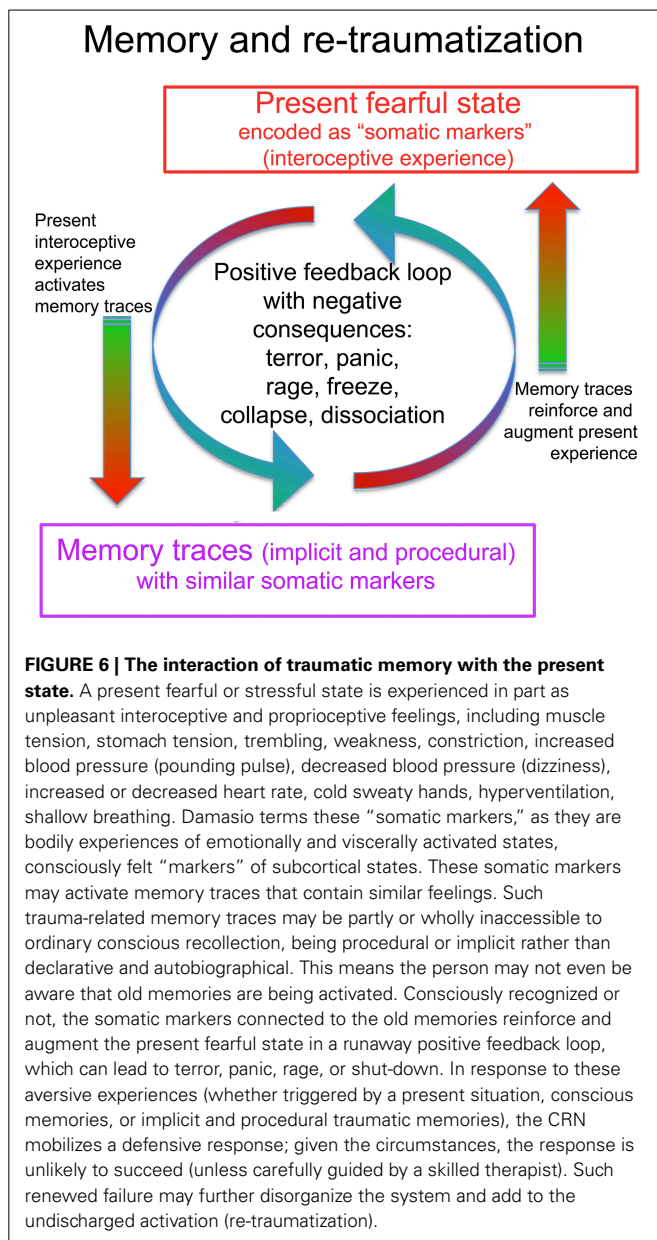 Memory and re-traumatization
Present fearful state
encoded as “somatic markers”
(interoceptive experience)
Present
interoceptive
experience
activates
memory traces
Positive feedback loop
with negative
consequences:
terror, panic,
rage, freeze,
collapse, dissociation
Memory traces
reinforce and
augment present
experience
Memory traces (implicit and procedural)
with similar somatic markers
FIGURE 6 | The interaction of traumatic memory with the present
state. A present fearful or stressful state is experienced in part as
unpleasant interoceptive and proprioceptive feelings, including muscle
tension, stomach tension, trembling, weakness, constriction, increased
blood pressure (pounding pulse), decreased blood pressure (dizziness),
increased or decreased heart rate, cold sweaty hands, hyperventilation,
shallow breathing. Damasio terms these “somatic markers,” as they are
bodily experiences of emotionally and viscerally activated states,
consciously felt “markers” of subcortical states. These somatic markers
may activate memory traces that contain similar feelings. Such
trauma-related memory traces may be partly or wholly inaccessible to
ordinary conscious recollection, being procedural or implicit rather than
declarative and autobiographical. This means the person may not even be
aware that old memories are being activated. Consciously recognized or
not, the somatic markers connected to the old memories reinforce and
augment the present fearful state in a runaway positive feedback loop,
which can lead to terror, panic, rage, or shut-down. In response to these
aversive experiences (whether triggered by a present situation, conscious
memories, or implicit and procedural traumatic memories), the CRN
mobilizes a defensive response; given the circumstances, the response is
unlikely to succeed (unless carefully guided by a skilled therapist). Such
renewed failure may further disorganize the system and add to the
undischarged activation (re-traumatization).